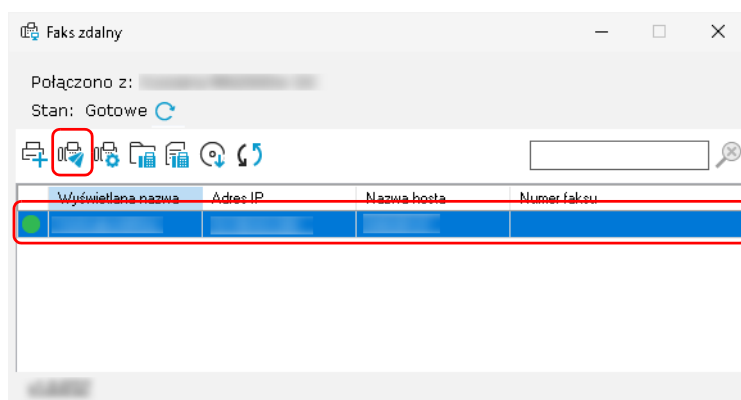 Faks zdalny
Połączono z:
Stan: Gotowe
Wyświetlana nazwa Adres IP Nazwa hosta Numer faksu